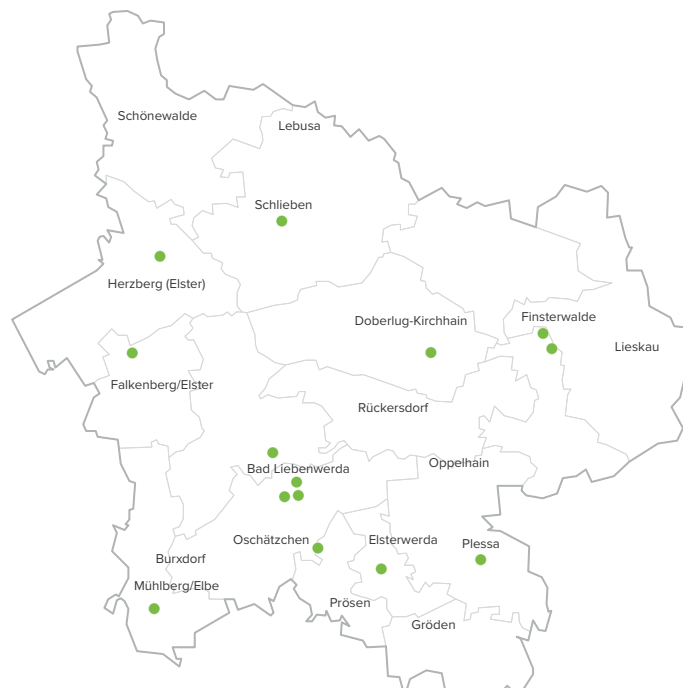 Schönewalde
Lebusa
Schlieben
Herzberg (Elster)
Doberlug-Kirchhain
Finsterwalde
Lieskau
Falkenberg/Elster
Rückersdorf
Bad Liebenwerda
Oppelhain
Oschätzchen
Elsterwerda
Plessa
Burxdorf
Mühlberg/Elbe
Prösen
Gröden